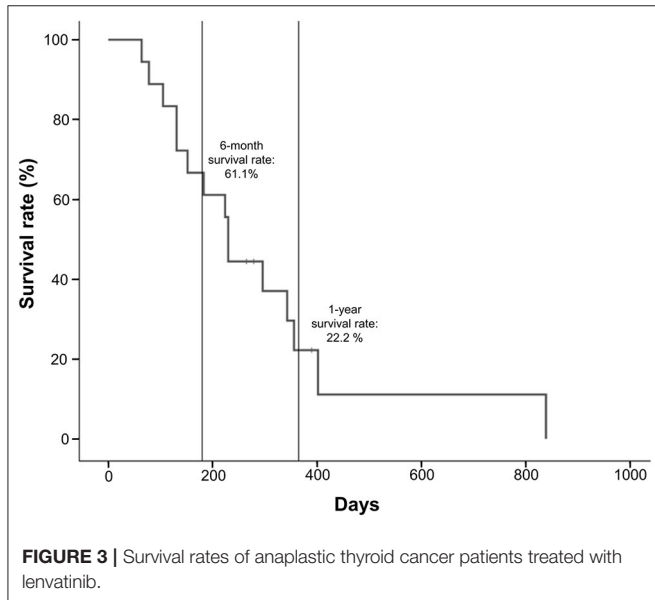 100
80
60
40
20
0
Survival rate (%)
6-month
survival rate:
61.1%
1-year
survival rate:
22.2 %
0 200 400 600 800 1000
Days
FIGURE 3 | Survival rates of anaplastic thyroid cancer patients treated with
lenvatinib.